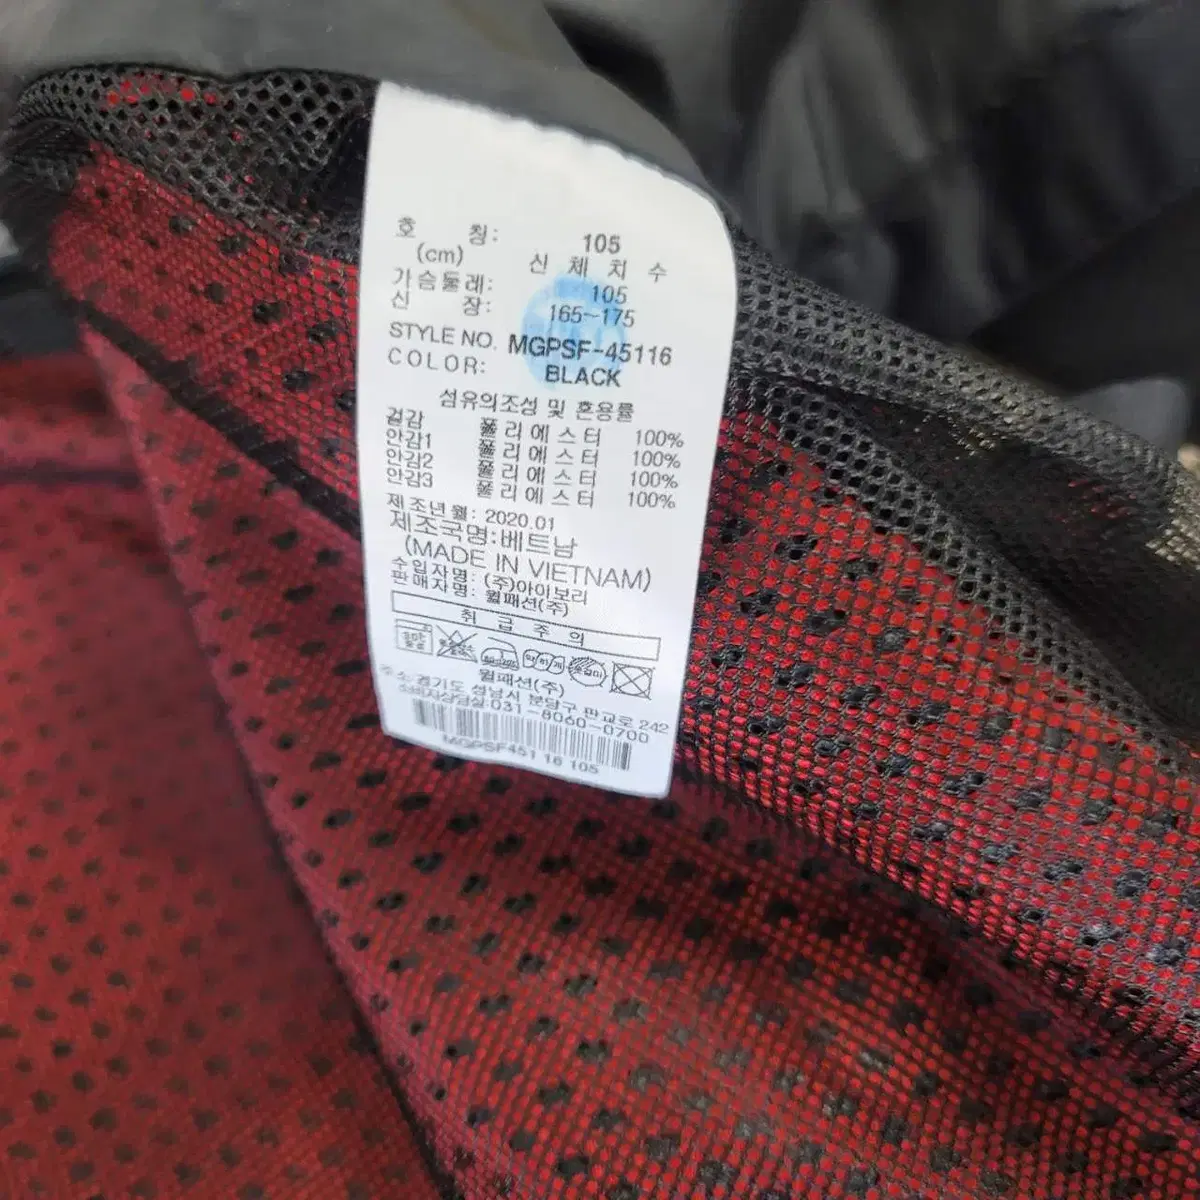 호 칭: 105
(cm) 신 체 치 수
가슴둘레: 105
신 장: 165~175
STYLE NO. MGPSF-45116
COLOR: BLACK
섬유의조성 및 혼용률
겉감 폴리에스터 100%
안감1 폴리에스터 100%
안감2 폴리에스터 100%
안감3 폴리에스터 100%
제조년월: 2020.01
제조국명:베트남
(MADE IN VIETNAM)
수입자명: (주)아이보리
판매자명: 월패션(주)
취 급 주 의
월패션(주)
주소:경기도 성남시 분당구 판교로 242
소비자상담실:031-8060-0700
MGPSF451 16 105